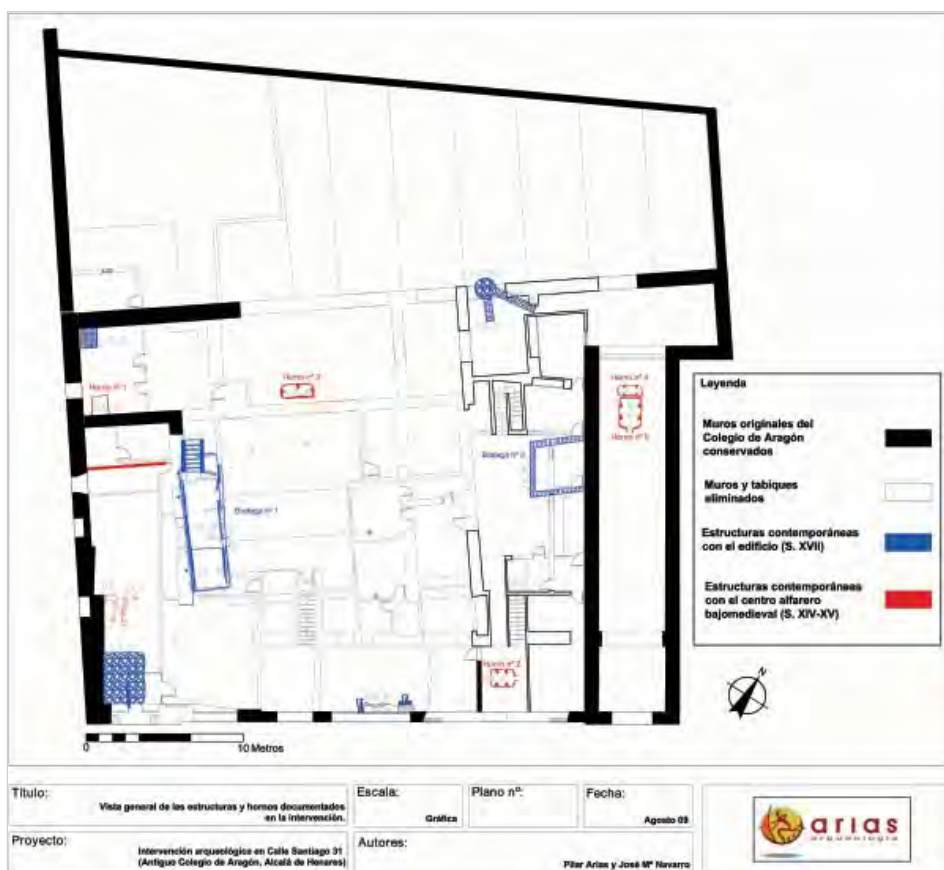 Horno nº 1
Horno nº 3
Horno nº 4
Horno nº 5
Bodega nº 2
Bodega nº 1
Horno nº 2
Leyenda
Muros originales del
Colegio de Aragón
conservados
Muros y tabiques
eliminados
Estructuras contemporáneas
con el edificio (S. XVII)
Estructuras contemporáneas
con el centro alfarero
bajomedieval (S. XIV-XV)
N
0
10 Metros
Título:
Vista general de las estructuras y hornos documentados
en la intervención.
Escala:
Gráfica
Plano nº:
Fecha:
Agosto 09
Proyecto:
Intervención arqueológica en Calle Santiago 31
(Antiguo Colegio de Aragón, Alcalá de Henares)
Autores:
Pilar Arias y José Mª Navarro
arias
arqueología